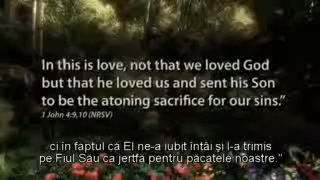 In this is love, not that we loved God
but that he loved us and sent his Son
to be the atoning sacrifice for our sins.”
1 John 4:9,10 (NRSV)
ci în faptul că El ne-a iubit întâi şi l-a trimis
pe Fiul Său ca jertfă pentru păcatele noastre.”